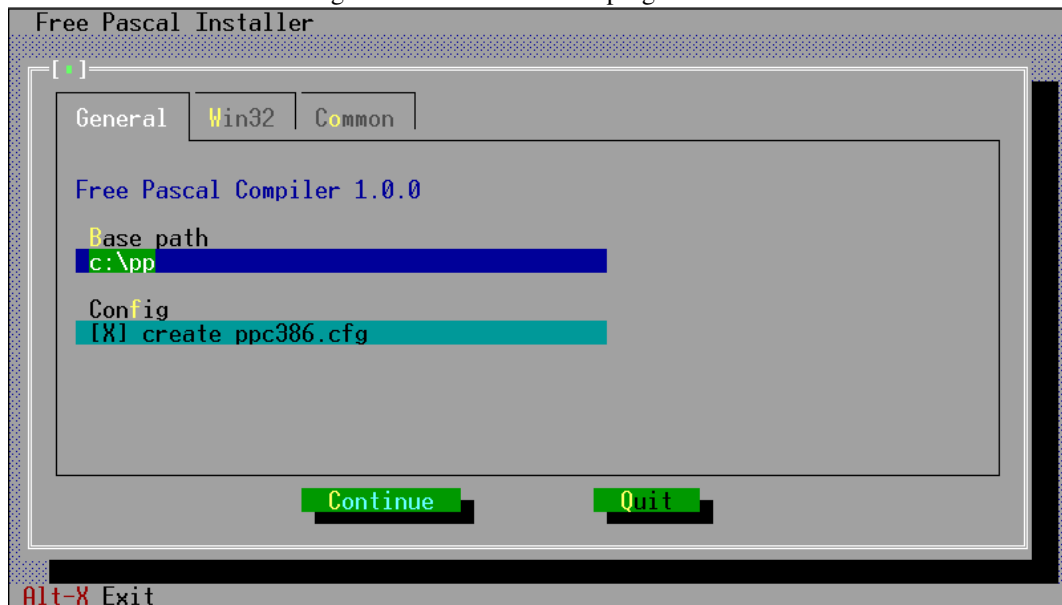 Free Pascal Installer
General Win32 Common
Free Pascal Compiler 1.0.0
Base path
c:\pp
Config
[X] create ppc386.cfg
Continue Quit
Alt-X Exit